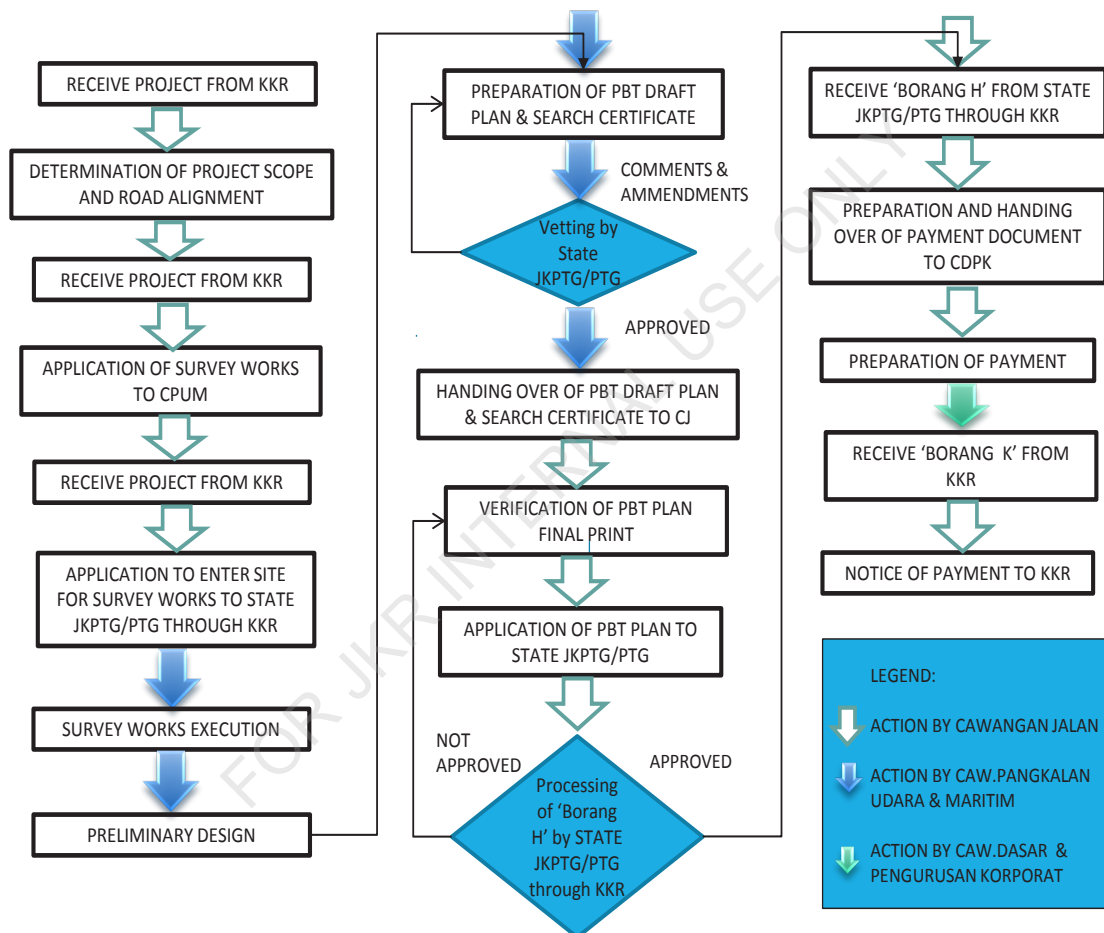 RECEIVE PROJECT FROM KKR
DETERMINATION OF PROJECT SCOPE
AND ROAD ALIGNMENT
RECEIVE PROJECT FROM KKR
APPLICATION OF SURVEY WORKS
TO CPUM
RECEIVE PROJECT FROM KKR
APPLICATION TO ENTER SITE
FOR SURVEY WORKS TO STATE
JKPTG/PTG THROUGH KKR
SURVEY WORKS EXECUTION
PRELIMINARY DESIGN
PREPARATION OF PBT DRAFT
PLAN & SEARCH CERTIFICATE
COMMENTS &
AMMENDMENTS
Vetting by
State
JKPTG/PTG
APPROVED
HANDING OVER OF PBT DRAFT PLAN
& SEARCH CERTIFICATE TO CJ
VERIFICATION OF PBT PLAN
FINAL PRINT
APPLICATION OF PBT PLAN TO
STATE JKPTG/PTG
NOT
APPROVED
APPROVED
Processing
of ‘Borang
H’ by STATE
JKPTG/PTG
through KKR
RECEIVE ‘BORANG H’ FROM STATE
JKPTG/PTG THROUGH KKR
PREPARATION AND HANDING
OVER OF PAYMENT DOCUMENT
TO CDPK
PREPARATION OF PAYMENT
RECEIVE ‘BORANG K’ FROM
KKR
NOTICE OF PAYMENT TO KKR
LEGEND:
ACTION BY CAWANGAN JALAN
ACTION BY CAW.PANGKALAN
UDARA & MARITIM
ACTION BY CAW.DASAR &
PENGURUSAN KORPORAT
FOR JKR INTERNAL USE ONLY